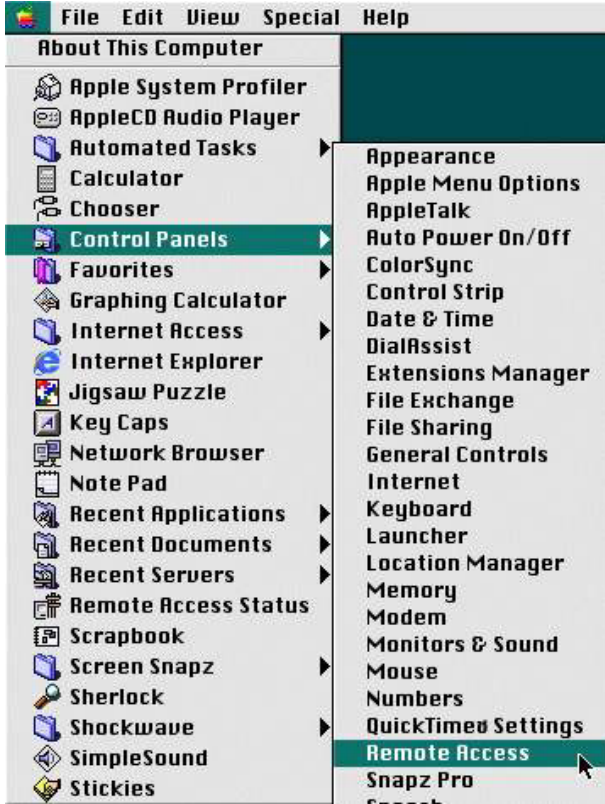 File Edit View Special Help
About This Computer
Apple System Profiler
AppleCD Audio Player
Automated Tasks
Calculator
Chooser
Control Panels
Favorites
Graphing Calculator
Internet Access
Internet Explorer
Jigsaw Puzzle
Key Caps
Network Browser
Note Pad
Recent Applications
Recent Documents
Recent Servers
Remote Access Status
Scrapbook
Screen Snapz
Sherlock
Shockwave
SimpleSound
Stickies
Appearance
Apple Menu Options
AppleTalk
Auto Power On/Off
ColorSync
Control Strip
Date & Time
DialAssist
Extensions Manager
File Exchange
File Sharing
General Controls
Internet
Keyboard
Launcher
Location Manager
Memory
Modem
Monitors & Sound
Mouse
Numbers
QuickTime™ Settings
Remote Access
Snapz Pro